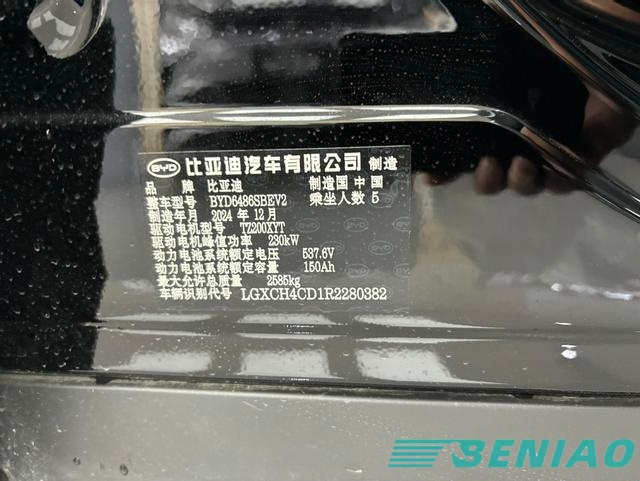 BYD 比亚迪汽车有限公司 制造
品 牌 比亚迪 制造国 中国
整车型号 BYD6486SBEV2 乘坐人数 5
制造年月 2024 年 12 月
驱动电机型号 TZ200XYT
驱动电机峰值功率 230kW
动力电池系统额定电压 537.6V
动力电池系统额定容量 150Ah
最大允许总质量 2585kg
车辆识别代号 LGXCH4CD1R2280382
BENIAO